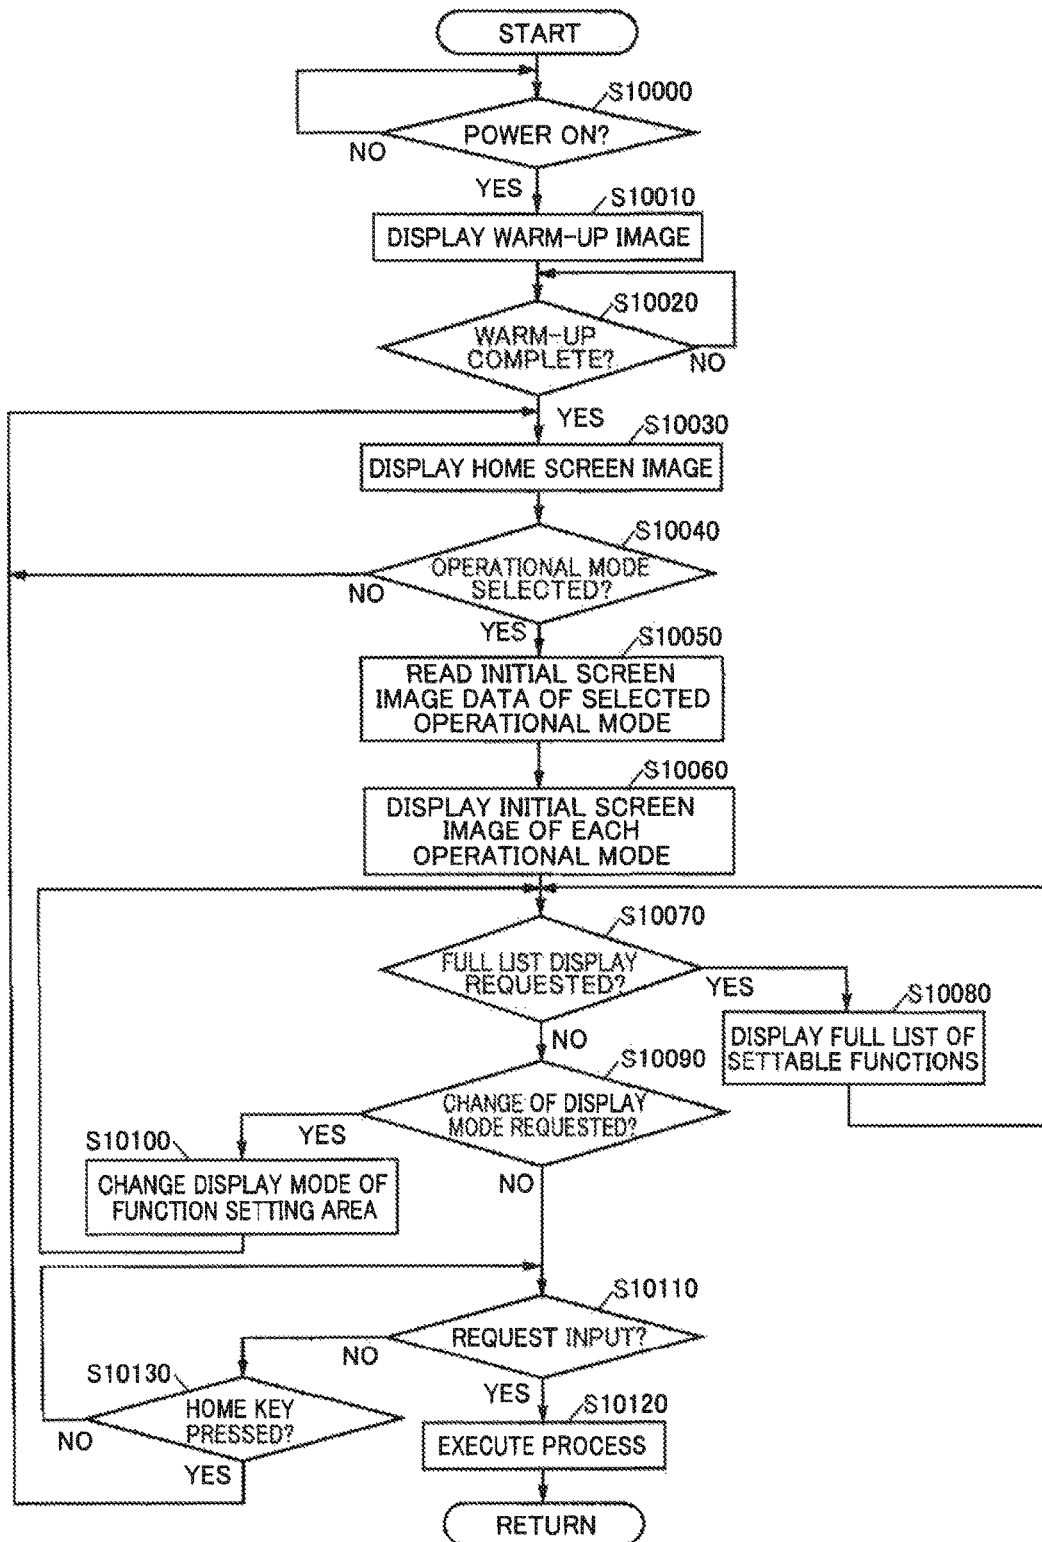 START
S10000
POWER ON?
NO
YES
S10010
DISPLAY WARM-UP IMAGE
S10020
WARM-UP
COMPLETE?
NO
YES
S10030
DISPLAY HOME SCREEN IMAGE
S10040
OPERATIONAL MODE
SELECTED?
NO
YES
S10050
READ INITIAL SCREEN
IMAGE DATA OF SELECTED
OPERATIONAL MODE
S10060
DISPLAY INITIAL SCREEN
IMAGE OF EACH
OPERATIONAL MODE
S10070
FULL LIST DISPLAY
REQUESTED?
YES
S10080
DISPLAY FULL LIST OF
SETTABLE FUNCTIONS
NO
S10090
CHANGE OF DISPLAY
MODE REQUESTED?
YES
S10100
CHANGE DISPLAY MODE OF
FUNCTION SETTING AREA
NO
S10110
REQUEST INPUT?
NO
S10130
HOME KEY
PRESSED?
NO
YES
YES
S10120
EXECUTE PROCESS
RETURN